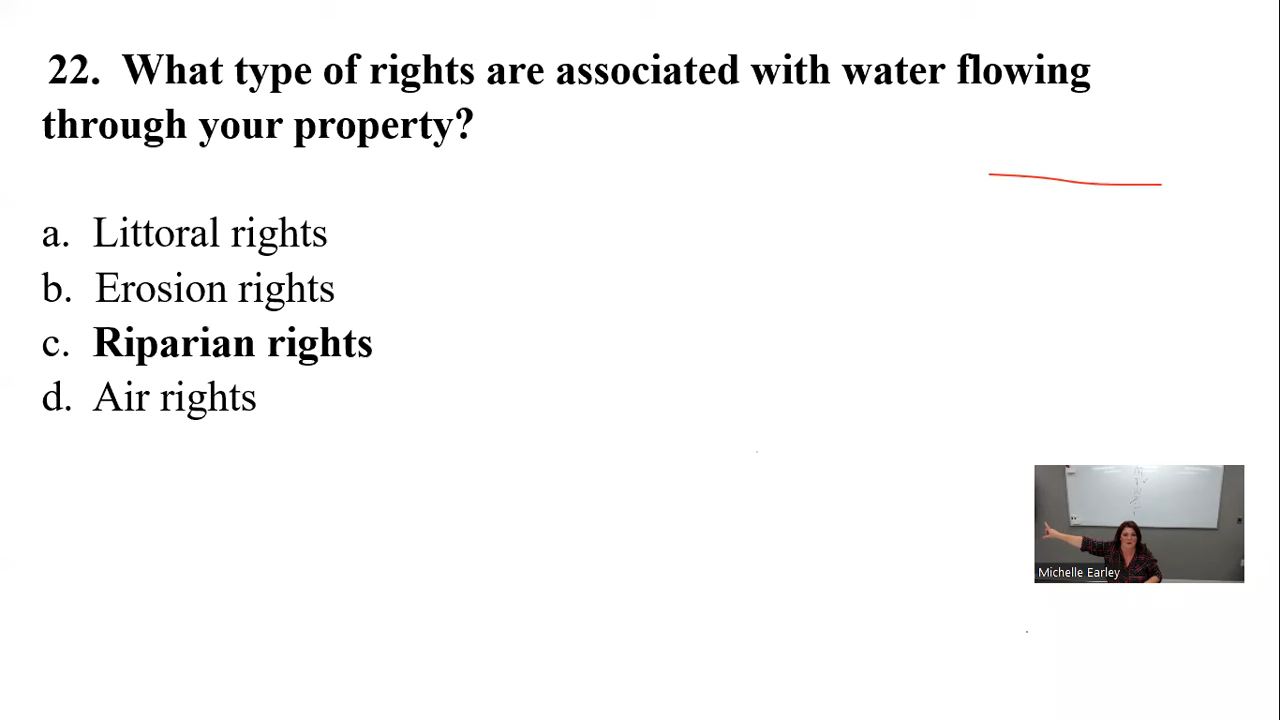 22. What type of rights are associated with water flowing
through your property?
a. Littoral rights
b. Erosion rights
c. Riparian rights
d. Air rights
Michelle Earley